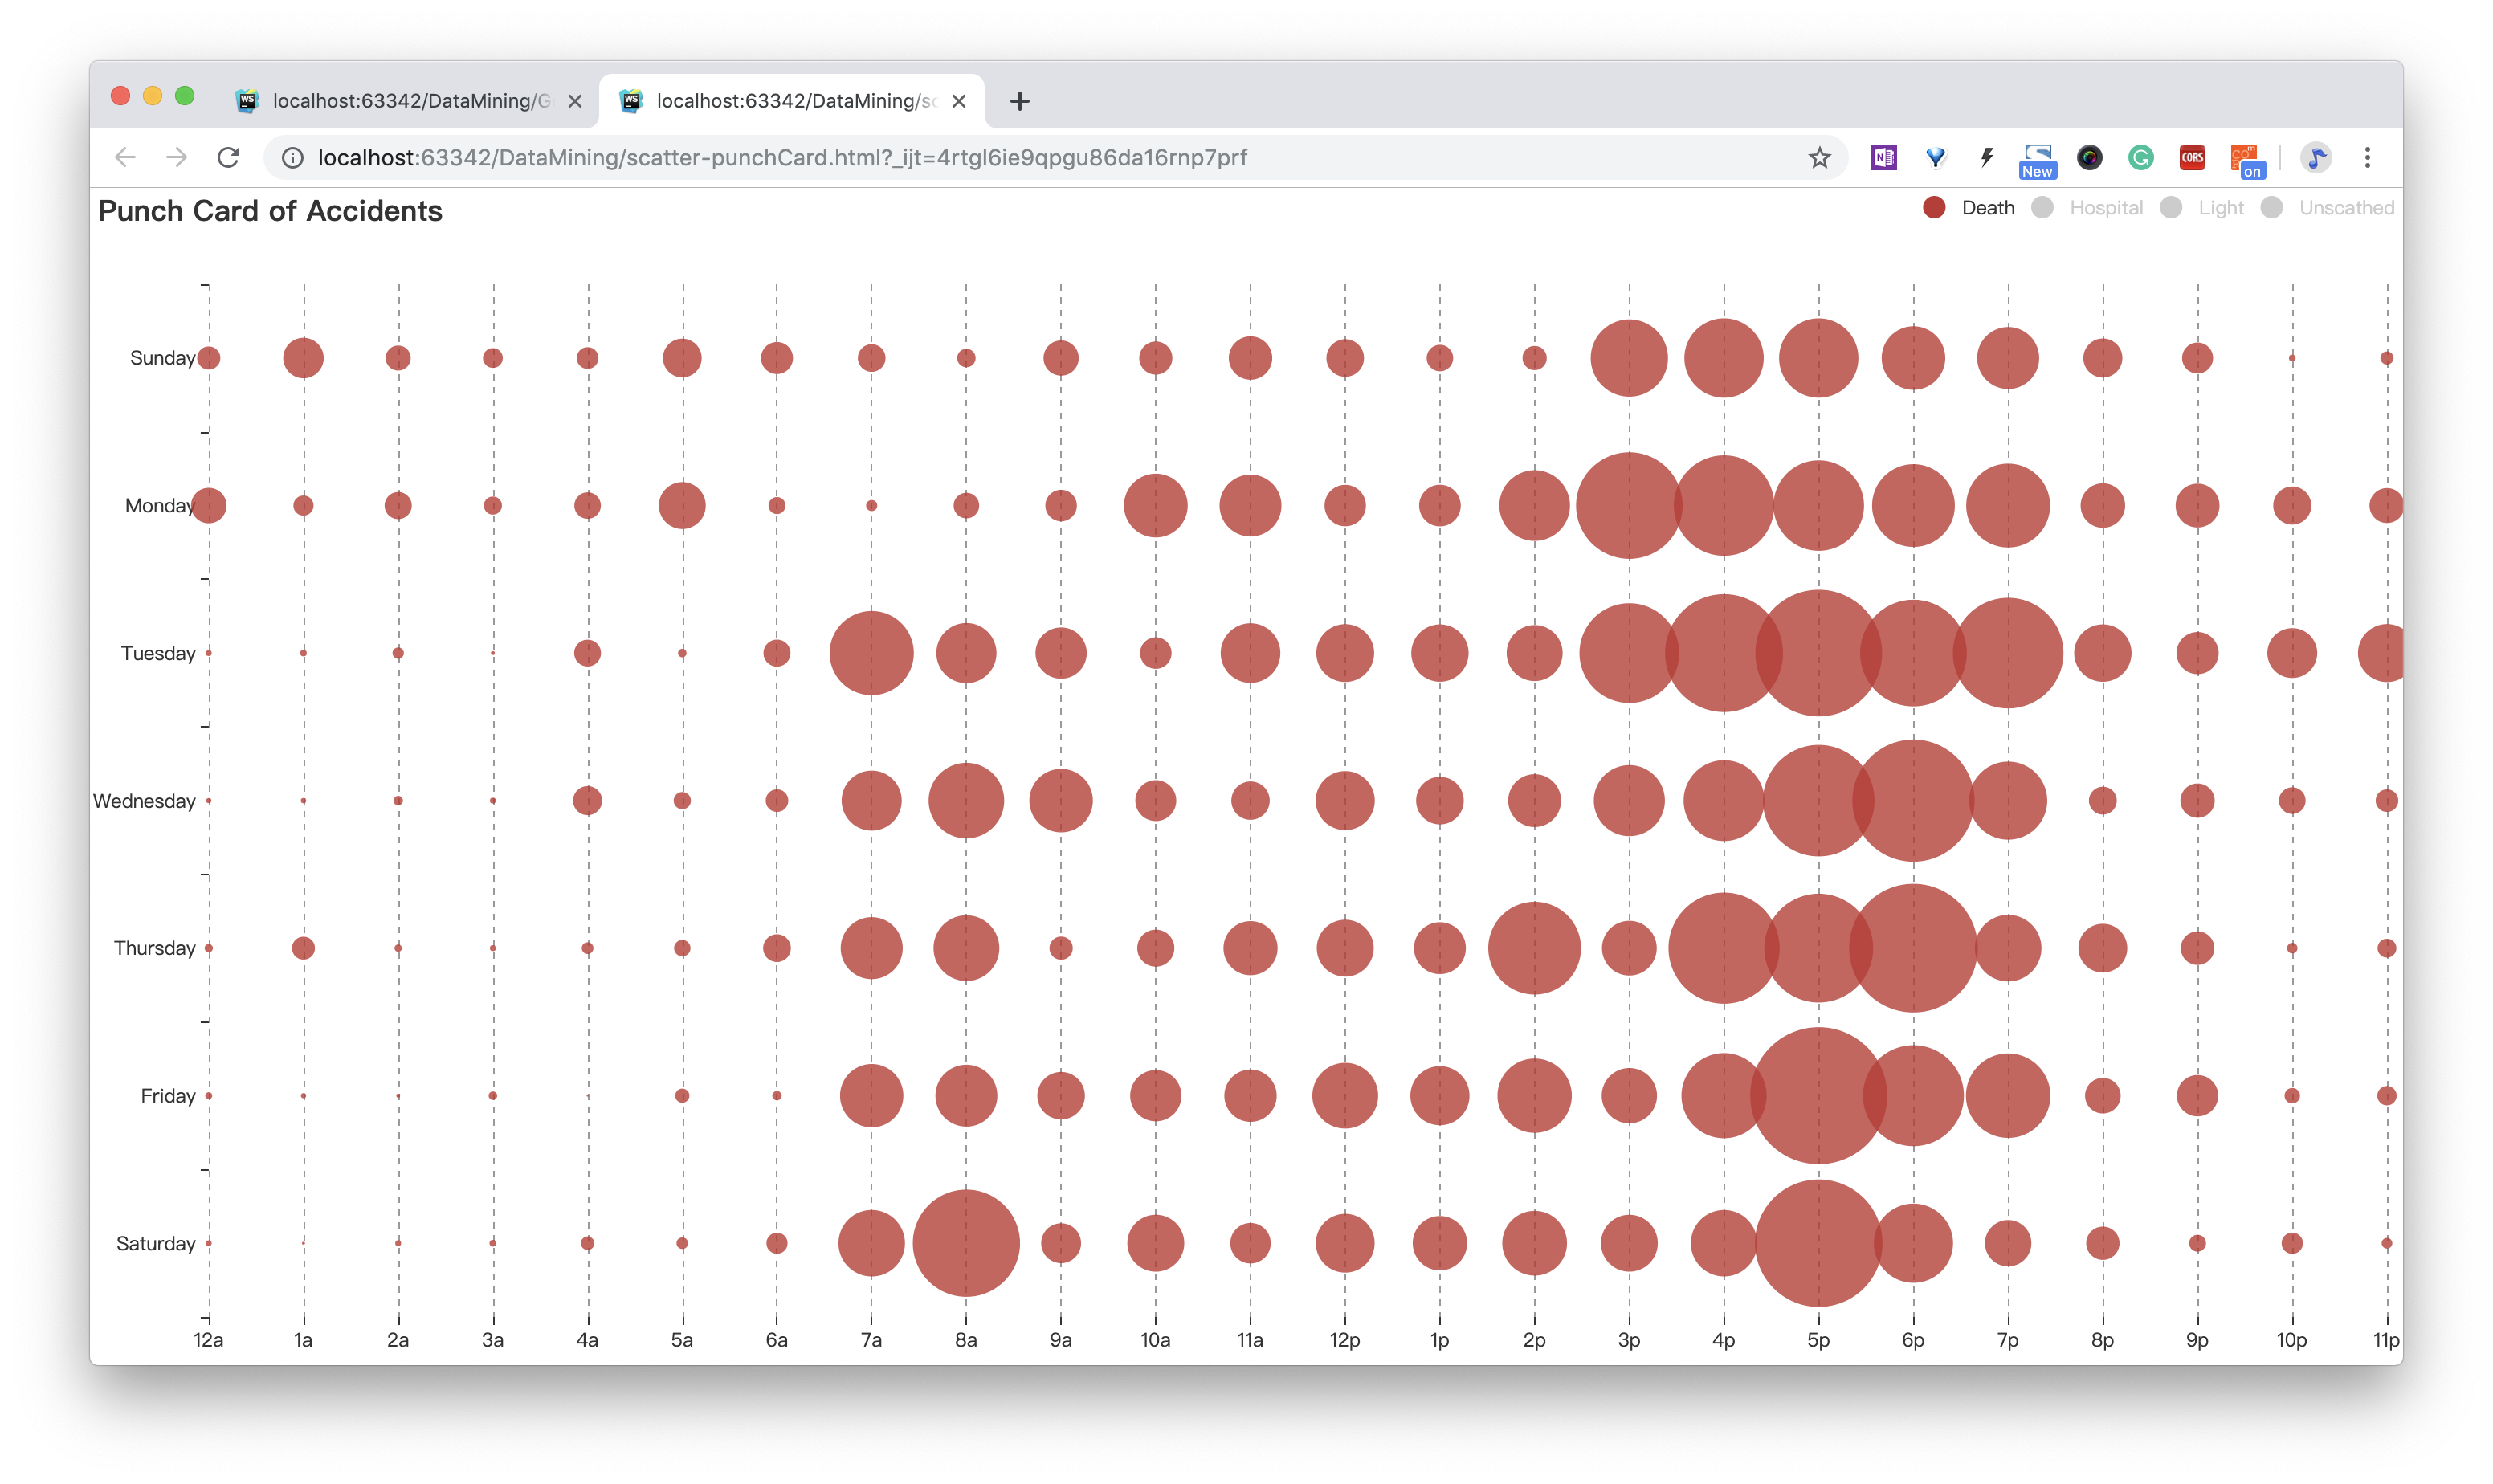 localhost:63342/DataMining/G
localhost:63342/DataMining/sc
localhost:63342/DataMining/scatter-punchCard.html?_ijt=4rtgl6ie9qpgu86da16rnp7prf
New
CORS
on
Punch Card of Accidents
Death Hospital Light Unscathed
Sunday
Monday
Tuesday
Wednesday
Thursday
Friday
Saturday
12a 1a 2a 3a 4a 5a 6a 7a 8a 9a 10a 11a 12p 1p 2p 3p 4p 5p 6p 7p 8p 9p 10p 11p